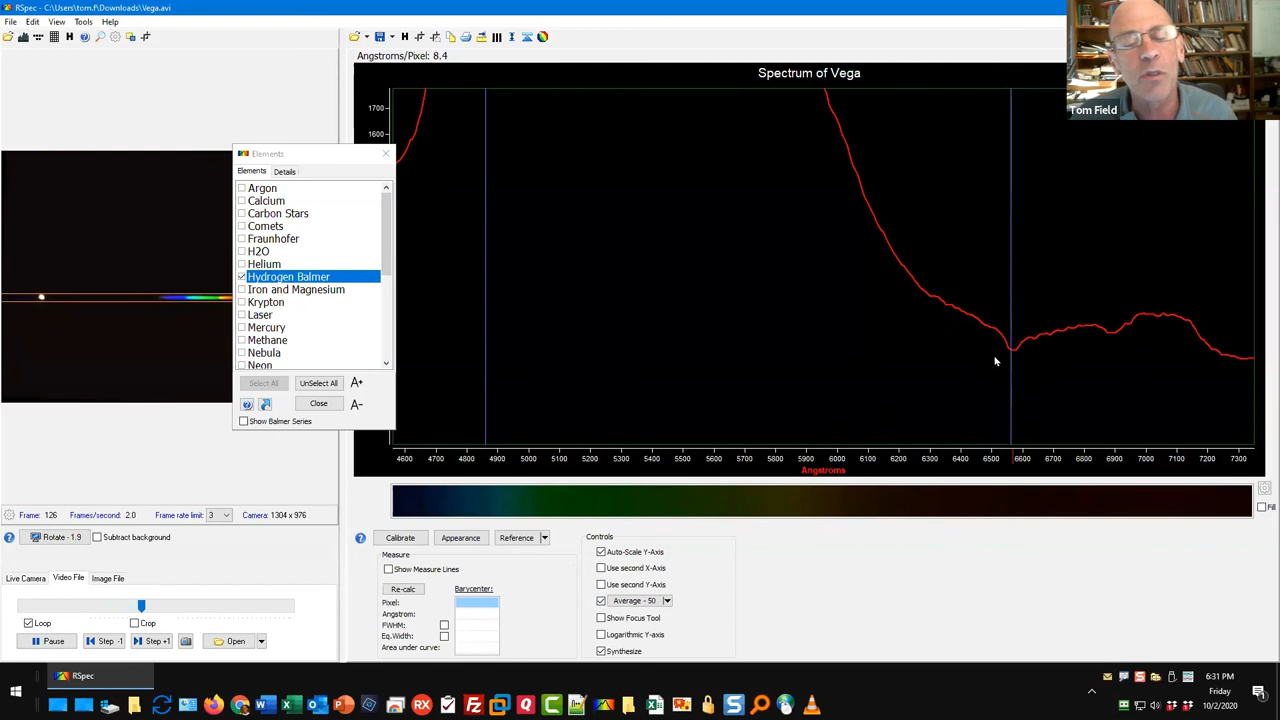 RSpec - C:\Users\tom.f\Downloads\Vega.avi
File Edit View Tools Help
Angstroms/Pixel: 8.4
Spectrum of Vega
Tom Field
1700
1600
Elements
Elements Details
Argon
Calcium
Carbon Stars
Comets
Fraunhofer
H2O
Helium
Hydrogen Balmer
Iron and Magnesium
Krypton
Laser
Mercury
Methane
Nebula
Neon
Select All UnSelect All A+
Close A-
Show Balmer Series
4600 4700 4800 4900 5000 5100 5200 5300 5400 5500 5600 5700 5800 5900 6000 6100 6200 6300 6400 6500 6600 6700 6800 6900 7000 7100 7200 7300
Angstroms
Fill
Frame: 126 Frames/second: 2.0 Frame rate limit: 3 Camera: 1304 x 976
Rotate - 1.9 Subtract background
Live Camera Video File Image File
Loop Crop
Pause Step -1 Step +1 Open
Calibrate Appearance Reference
Measure
Show Measure Lines
Re-calc Barycenter:
Pixel:
Angstrom:
FWHM:
Eq.Width:
Area under curve:
Controls
Auto-Scale Y-Axis
Use second X-Axis
Use second Y-Axis
Average - 50
Show Focus Tool
Logarithmic Y-axis
Synthesize
RSpec
6:31 PM
Friday
10/2/2020